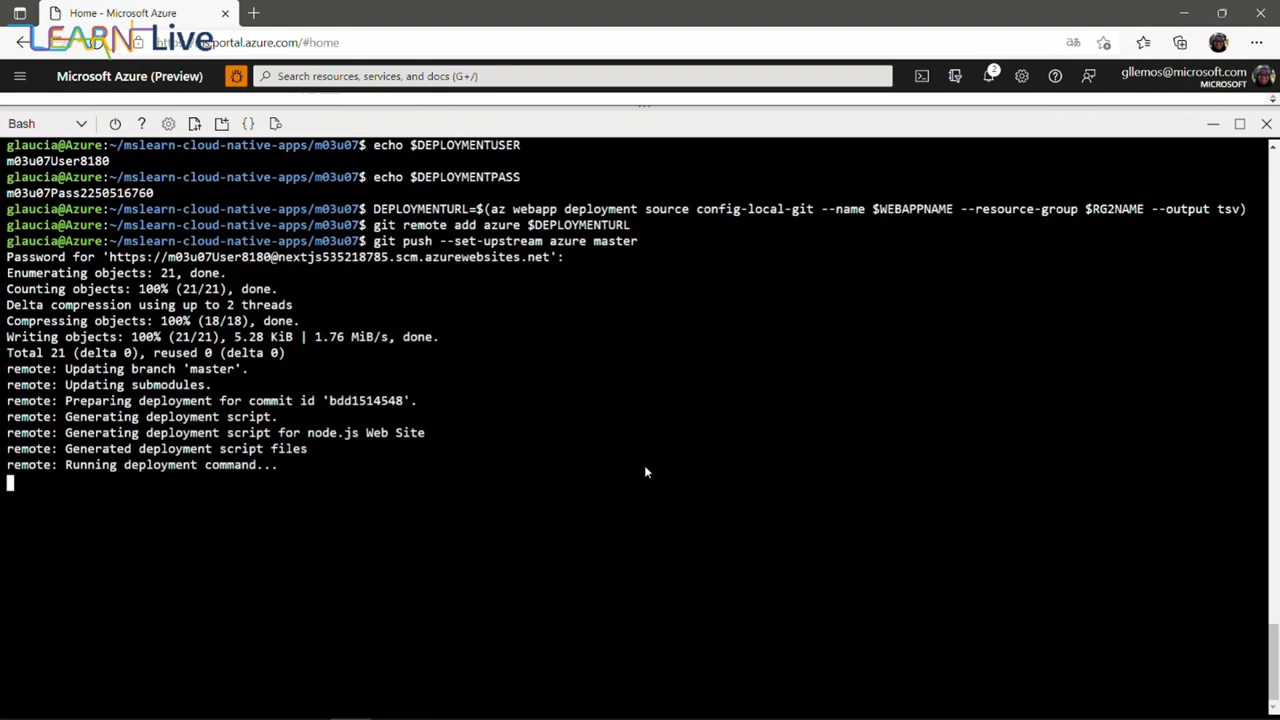 Home - Microsoft Azure
LEARN Live
portal.azure.com/#home
Microsoft Azure (Preview)
Search resources, services, and docs (G+/)
2
gllemos@microsoft.com
MICROSOFT
Bash
glaucia@Azure:~/mslearn-cloud-native-apps/m03u07$ echo $DEPLOYMENTUSER
m03u07User8180
glaucia@Azure:~/mslearn-cloud-native-apps/m03u07$ echo $DEPLOYMENTPASS
m03u07Pass2250516760
glaucia@Azure:~/mslearn-cloud-native-apps/m03u07$ DEPLOYMENTURL=$(az webapp deployment source config-local-git --name $WEBAPPNAME --resource-group $RG2NAME --output tsv)
glaucia@Azure:~/mslearn-cloud-native-apps/m03u07$ git remote add azure $DEPLOYMENTURL
glaucia@Azure:~/mslearn-cloud-native-apps/m03u07$ git push --set-upstream azure master
Password for 'https://m03u07User8180@nextjs535218785.scm.azurewebsites.net':
Enumerating objects: 21, done.
Counting objects: 100% (21/21), done.
Delta compression using up to 2 threads
Compressing objects: 100% (18/18), done.
Writing objects: 100% (21/21), 5.28 KiB | 1.76 MiB/s, done.
Total 21 (delta 0), reused 0 (delta 0)
remote: Updating branch 'master'.
remote: Updating submodules.
remote: Preparing deployment for commit id 'bdd1514548'.
remote: Generating deployment script.
remote: Generating deployment script for node.js Web Site
remote: Generated deployment script files
remote: Running deployment command...